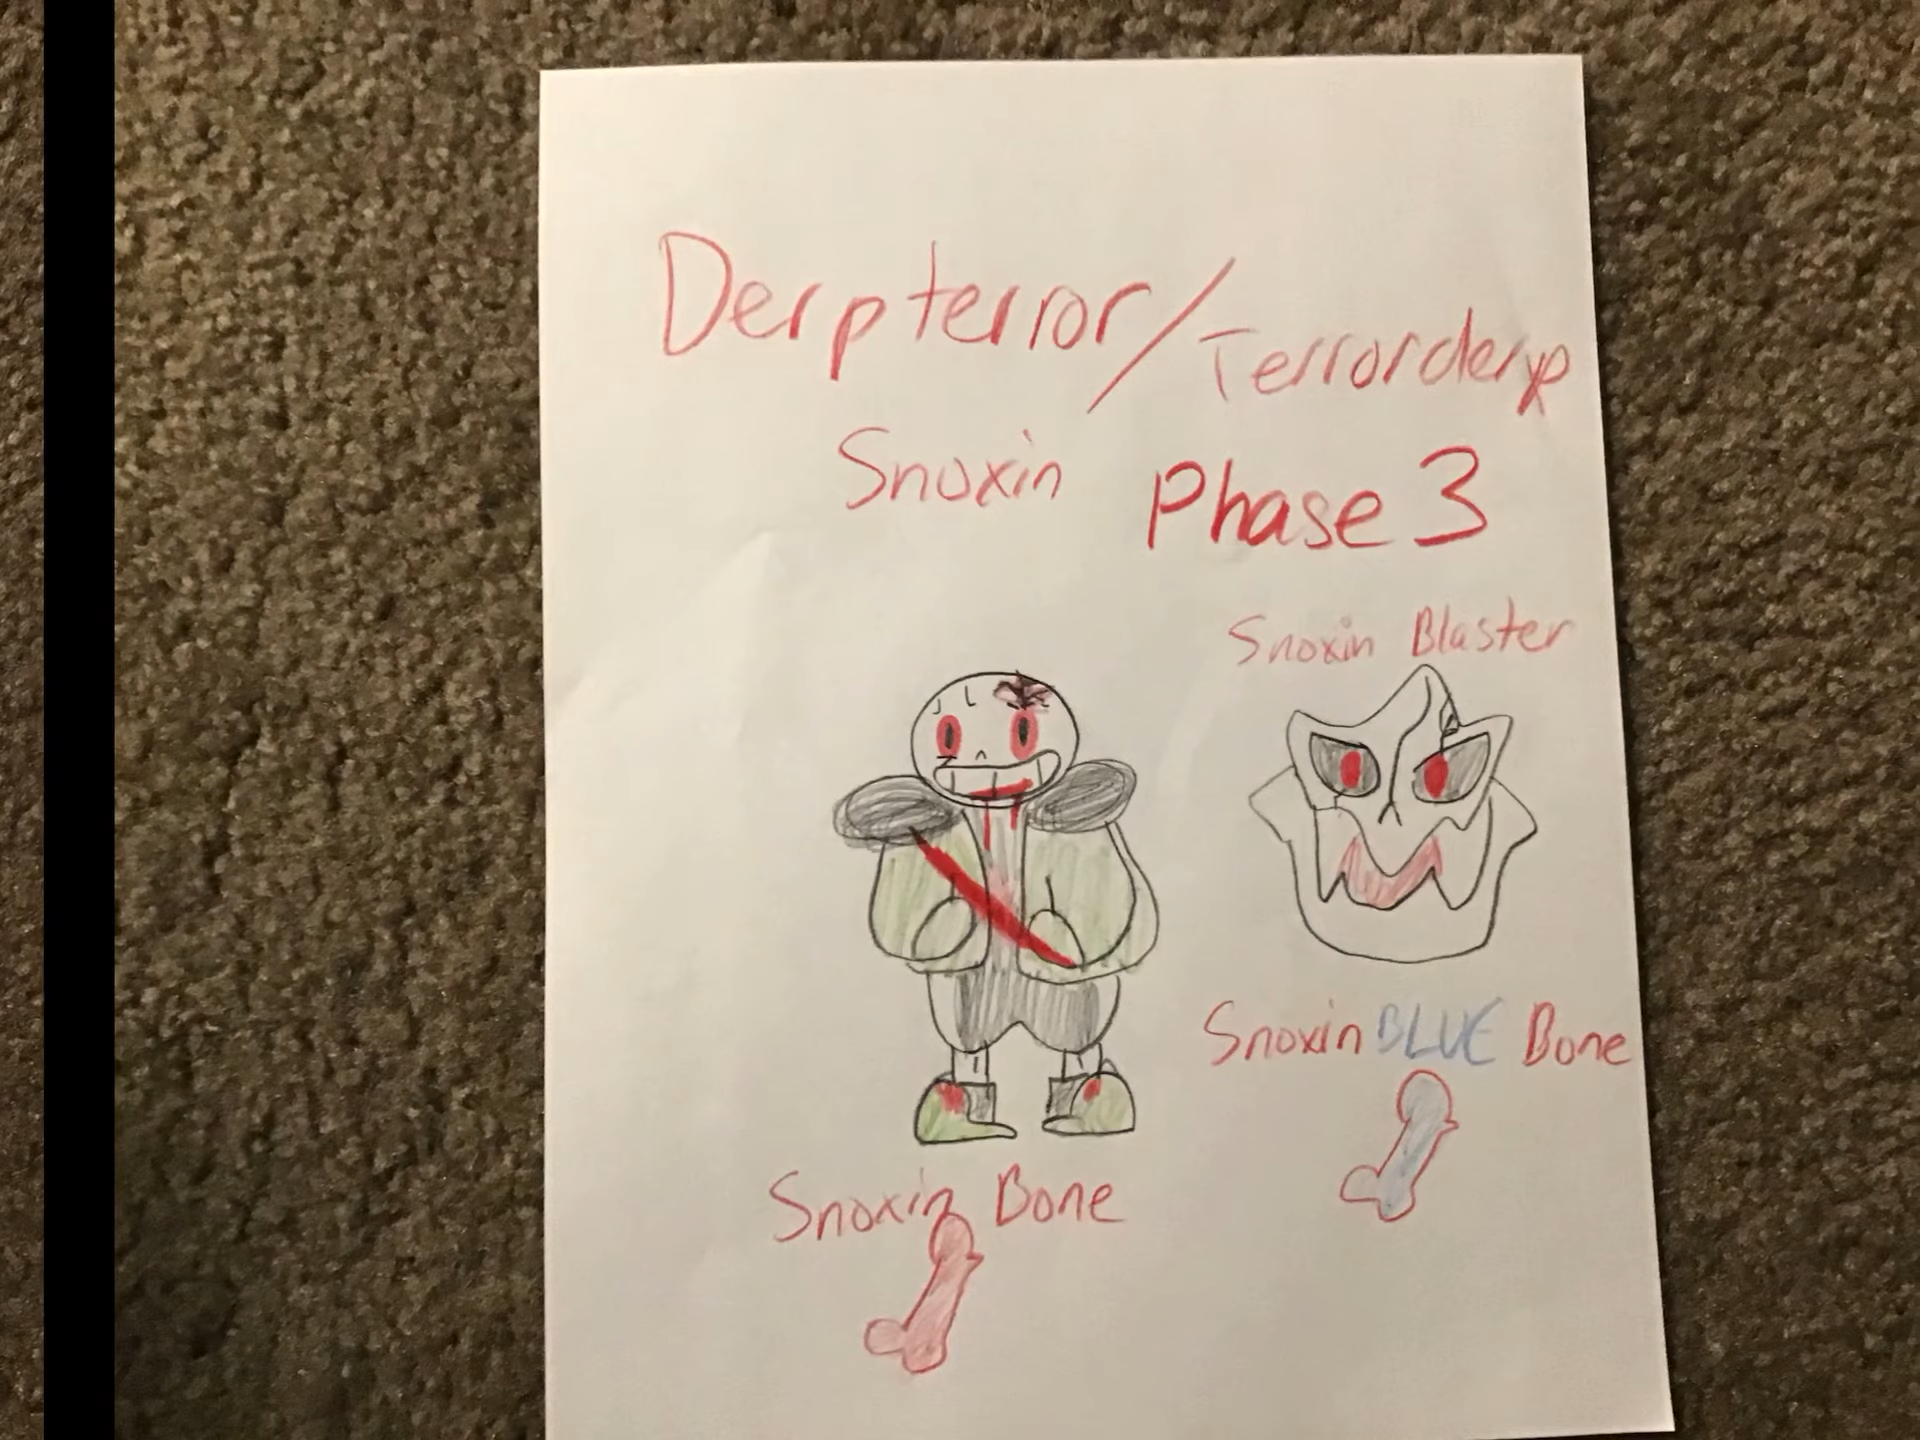 Derpterror/Terrorderp
Snoxin Phase 3
Snoxin Blaster
Snoxin BLUE Bone
Snoxin Bone